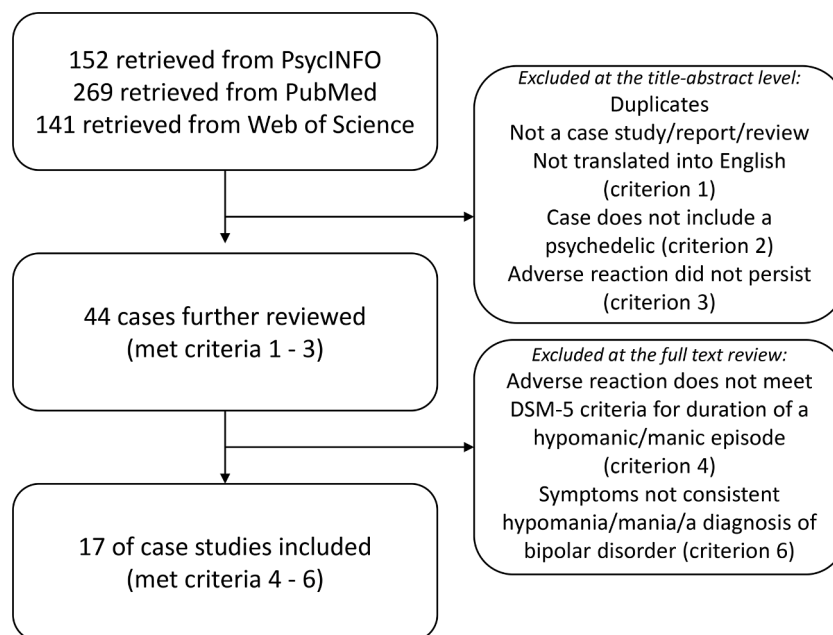 152 retrieved from PsycINFO
269 retrieved from PubMed
141 retrieved from Web of Science
Excluded at the title-abstract level:
Duplicates
Not a case study/report/review
Not translated into English
(criterion 1)
Case does not include a
psychedelic (criterion 2)
Adverse reaction did not persist
(criterion 3)
44 cases further reviewed
(met criteria 1 - 3)
Excluded at the full text review:
Adverse reaction does not meet
DSM-5 criteria for duration of a
hypomanic/manic episode
(criterion 4)
Symptoms not consistent
hypomania/mania/a diagnosis of
bipolar disorder (criterion 6)
17 of case studies included
(met criteria 4 - 6)